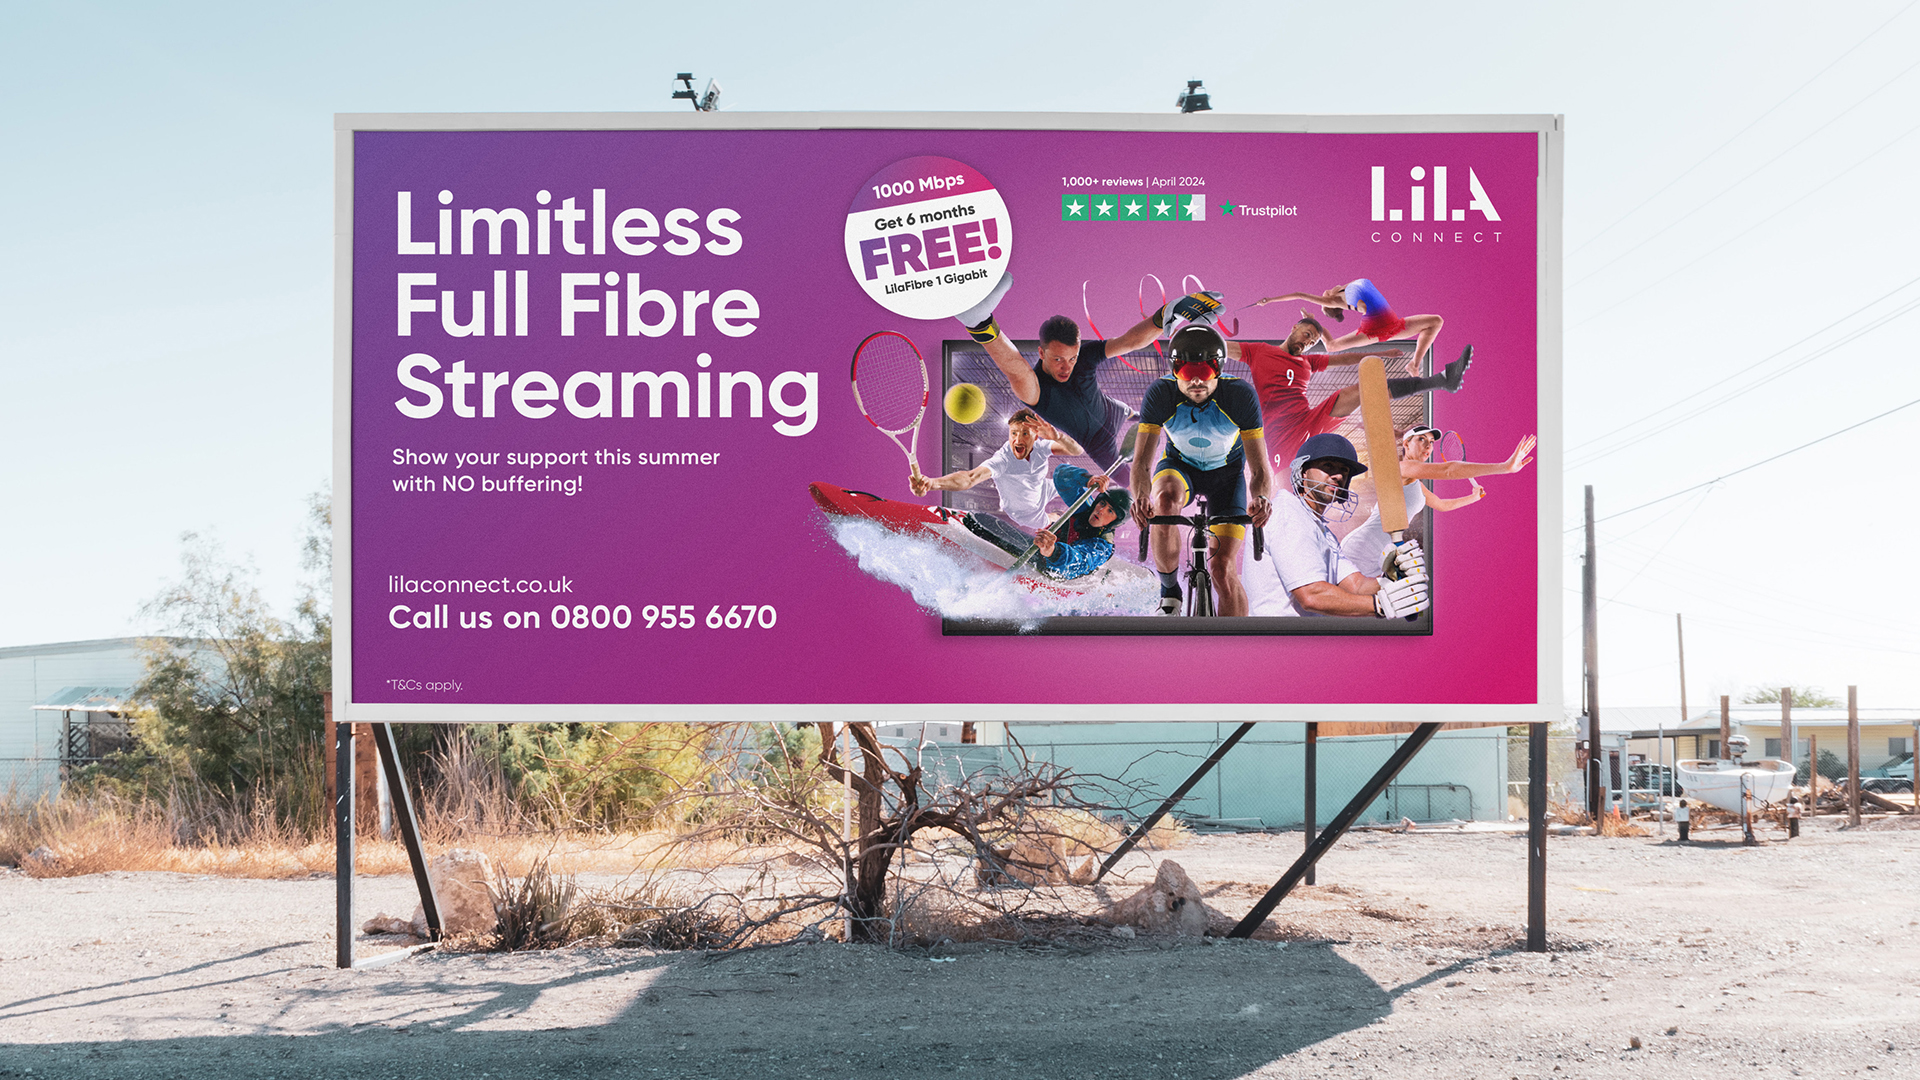 Limitless
Full Fibre
Streaming
Show your support this summer
with NO buffering!
lilaconnect.co.uk
Call us on 0800 955 6670
*T&Cs apply.
1000 Mbps
Get 6 months
FREE!
LilaFibre 1 Gigabit
1,000+ reviews | April 2024
Trustpilot
LiLA
CONNECT
9
9